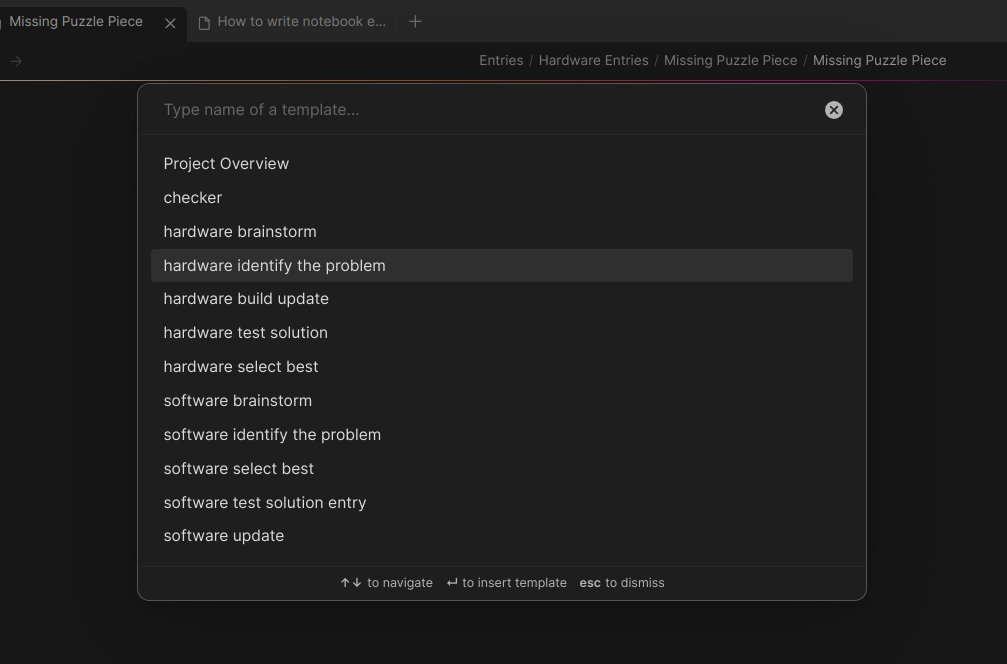 Missing Puzzle Piece How to write notebook e...
Entries / Hardware Entries / Missing Puzzle Piece / Missing Puzzle Piece
Type name of a template...
Project Overview
checker
hardware brainstorm
hardware identify the problem
hardware build update
hardware test solution
hardware select best
software brainstorm
software identify the problem
software select best
software test solution entry
software update
↑↓ to navigate ↵ to insert template esc to dismiss